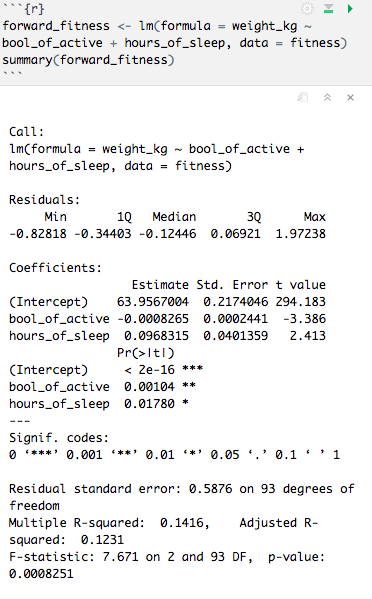 ```{r}
forward_fitness <- lm(formula = weight_kg ~
bool_of_active + hours_of_sleep, data = fitness)
summary(forward_fitness)
```
Call:
lm(formula = weight_kg ~ bool_of_active +
hours_of_sleep, data = fitness)
Residuals:
Min 1Q Median 3Q Max
-0.82818 -0.34403 -0.12446 0.06921 1.97238
Coefficients:
Estimate Std. Error t value
(Intercept) 63.9567004 0.2174046 294.183
bool_of_active -0.0008265 0.0002441 -3.386
hours_of_sleep 0.0968315 0.0401359 2.413
Pr(>|t|)
(Intercept) < 2e-16 ***
bool_of_active 0.00104 **
hours_of_sleep 0.01780 *
---
Signif. codes:
0 ‘***’ 0.001 ‘**’ 0.01 ‘*’ 0.05 ‘.’ 0.1 ‘ ’ 1
Residual standard error: 0.5876 on 93 degrees of
freedom
Multiple R-squared: 0.1416, Adjusted R-
squared: 0.1231
F-statistic: 7.671 on 2 and 93 DF, p-value:
0.0008251